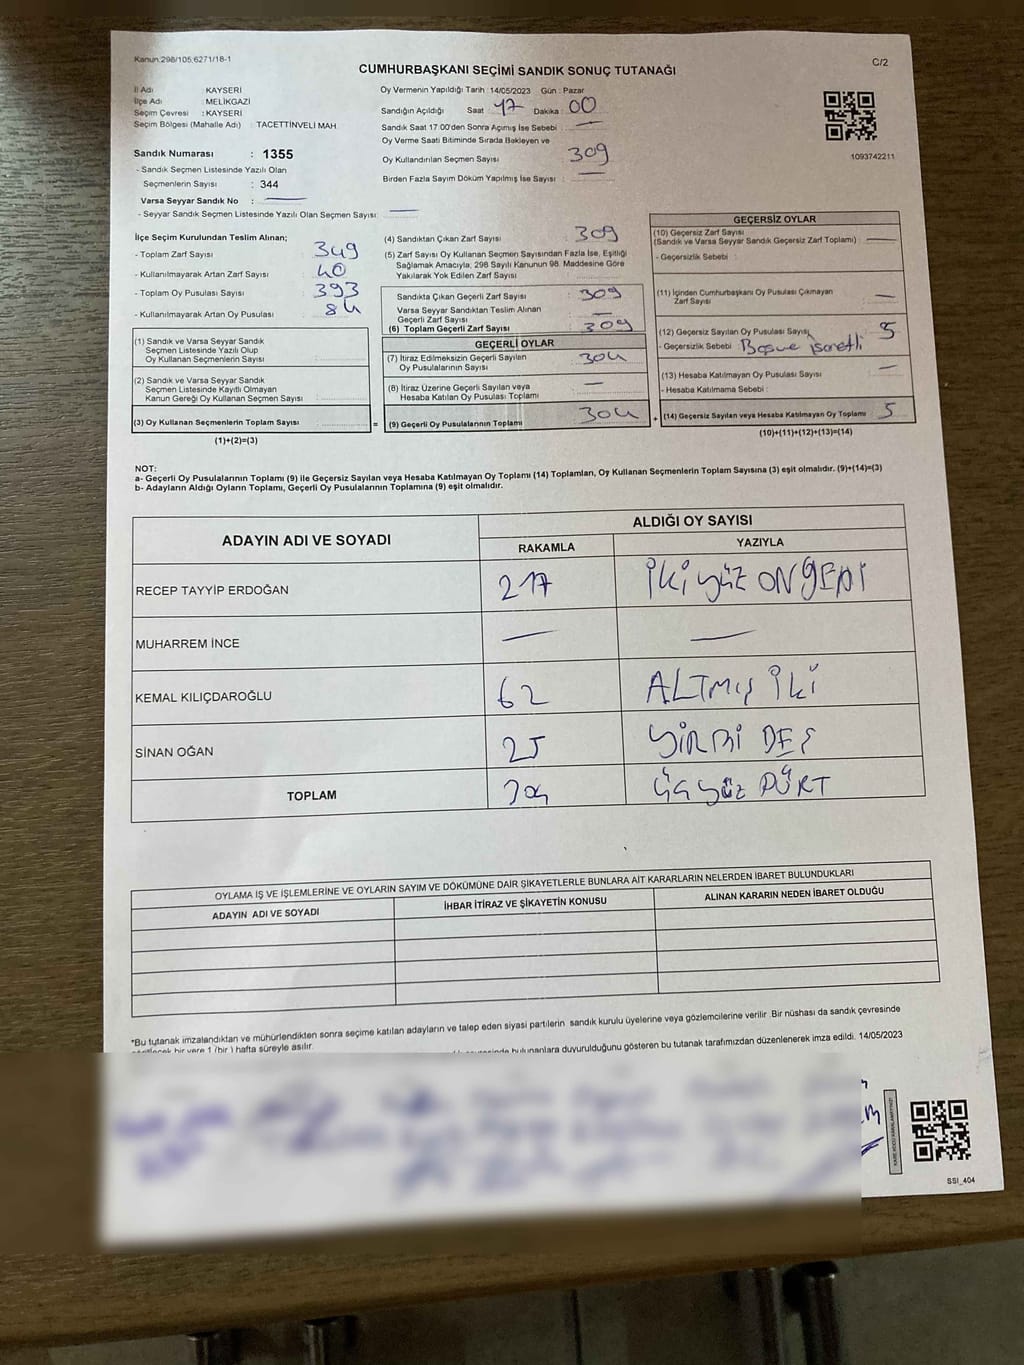 Kanun:298/105;6271/18-1
C/2
CUMHURBAŞKANI SEÇİMİ SANDIK SONUÇ TUTANAĞI
İl Adı : KAYSERİ
İlçe Adı : MELİKGAZİ
Seçim Çevresi : KAYSERİ
Seçim Bölgesi (Mahalle Adı) : TACETTİNVELİ MAH.
Sandık Numarası : 1355
- Sandık Seçmen Listesinde Yazılı Olan
Seçmenlerin Sayısı : 344
Varsa Seyyar Sandık No : —
- Seyyar Sandık Seçmen Listesinde Yazılı Olan Seçmen Sayısı: —
Oy Vermenin Yapıldığı Tarih : 14/05/2023 Gün : Pazar
Sandığın Açıldığı Saat : 17 Dakika : 00
Sandık Saat 17:00'den Sonra Açımış İse Sebebi : —
Oy Verme Saati Bitiminde Sırada Bekleyen ve
Oy Kullandırılan Seçmen Sayısı : 309
Birden Fazla Sayım Döküm Yapılmış İse Sayısı : —
1093742211
İlçe Seçim Kurulundan Teslim Alınan;
- Toplam Zarf Sayısı : 349
- Kullanılmayarak Artan Zarf Sayısı : 40
- Toplam Oy Pusulası Sayısı : 393
- Kullanılmayarak Artan Oy Pusulası : 84
(1) Sandık ve Varsa Seyyar Sandık
Seçmen Listesinde Yazılı Olup
Oy Kullanan Seçmenlerin Sayısı :
(2) Sandık ve Varsa Seyyar Sandık
Seçmen Listesinde Kayıtlı Olmayan
Kanun Gereği Oy Kullanan Seçmen Sayısı :
(3) Oy Kullanan Seçmenlerin Toplam Sayısı : =
(1)+(2)=(3)
(4) Sandıktan Çıkan Zarf Sayısı : 309
(5) Zarf Sayısı Oy Kullanan Seçmen Sayısından Fazla İse, Eşitliği
Sağlamak Amacıyla, 298 Sayılı Kanunun 98. Maddesine Göre
Yakılarak Yok Edilen Zarf Sayısı :
Sandıkta Çıkan Geçerli Zarf Sayısı : 309
Varsa Seyyar Sandıktan Teslim Alınan
Geçerli Zarf Sayısı : —
(6) Toplam Geçerli Zarf Sayısı : 309
GEÇERLİ OYLAR
(7) İtiraz Edilmeksizin Geçerli Sayılan
Oy Pusulalarının Sayısı : 304
(8) İtiraz Üzerine Geçerli Sayılan veya
Hesaba Katılan Oy Pusulası Toplamı : —
(9) Geçerli Oy Pusulalarının Toplamı : 304 +
GEÇERSİZ OYLAR
(10) Geçersiz Zarf Sayısı
(Sandık ve Varsa Seyyar Sandık Geçersiz Zarf Toplamı) : —
- Geçersizlik Sebebi :
(11) İçinden Cumhurbaşkanı Oy Pusulası Çıkmayan
Zarf Sayısı : —
(12) Geçersiz Sayılan Oy Pusulası Sayısı : 5
- Geçersizlik Sebebi : Boş ve işaretli
(13) Hesaba Katılmayan Oy Pusulası Sayısı : —
- Hesaba Katılmama Sebebi :
(14) Geçersiz Sayılan veya Hesaba Katılmayan Oy Toplamı : 5
(10)+(11)+(12)+(13)=(14)
NOT:
a- Geçerli Oy Pusulalarının Toplamı (9) ile Geçersiz Sayılan veya Hesaba Katılmayan Oy Toplamı (14) Toplamları, Oy Kullanan Seçmenlerin Toplam Sayısına (3) eşit olmalıdır. (9)+(14)=(3)
b- Adayların Aldığı Oyların Toplamı, Geçerli Oy Pusulalarının Toplamına (9) eşit olmalıdır.
ADAYIN ADI VE SOYADI ALDIĞI OY SAYISI
RAKAMLA YAZIYLA
RECEP TAYYİP ERDOĞAN 217 İKİ YÜZ ON YEDİ
MUHARREM İNCE — —
KEMAL KILIÇDAROĞLU 62 ALTMIŞ İKİ
SİNAN OĞAN 25 YİRMİ BEŞ
TOPLAM 304 ÜÇ YÜZ DÖRT
OYLAMA İŞ VE İŞLEMLERİNE VE OYLARIN SAYIM VE DÖKÜMÜNE DAİR ŞİKAYETLERLE BUNLARA AİT KARARLARIN NELERDEN İBARET BULUNDUKLARI
ADAYIN ADI VE SOYADI İHBAR İTİRAZ VE ŞİKAYETİN KONUSU ALINAN KARARIN NEDEN İBARET OLDUĞU
*Bu tutanak imzalandıktan ve mühürlendikten sonra seçime katılan adayların ve talep eden siyasi partilerin sandık kurulu üyelerine veya gözlemcilerine verilir .Bir nüshası da sandık çevresinde
bir yere 1 (bir ) hafta süreyle asılır.
bulunanlara duyurulduğunu gösteren bu tutanak tarafımızdan düzenlenerek imza edildi. 14/05/2023
SSI_404